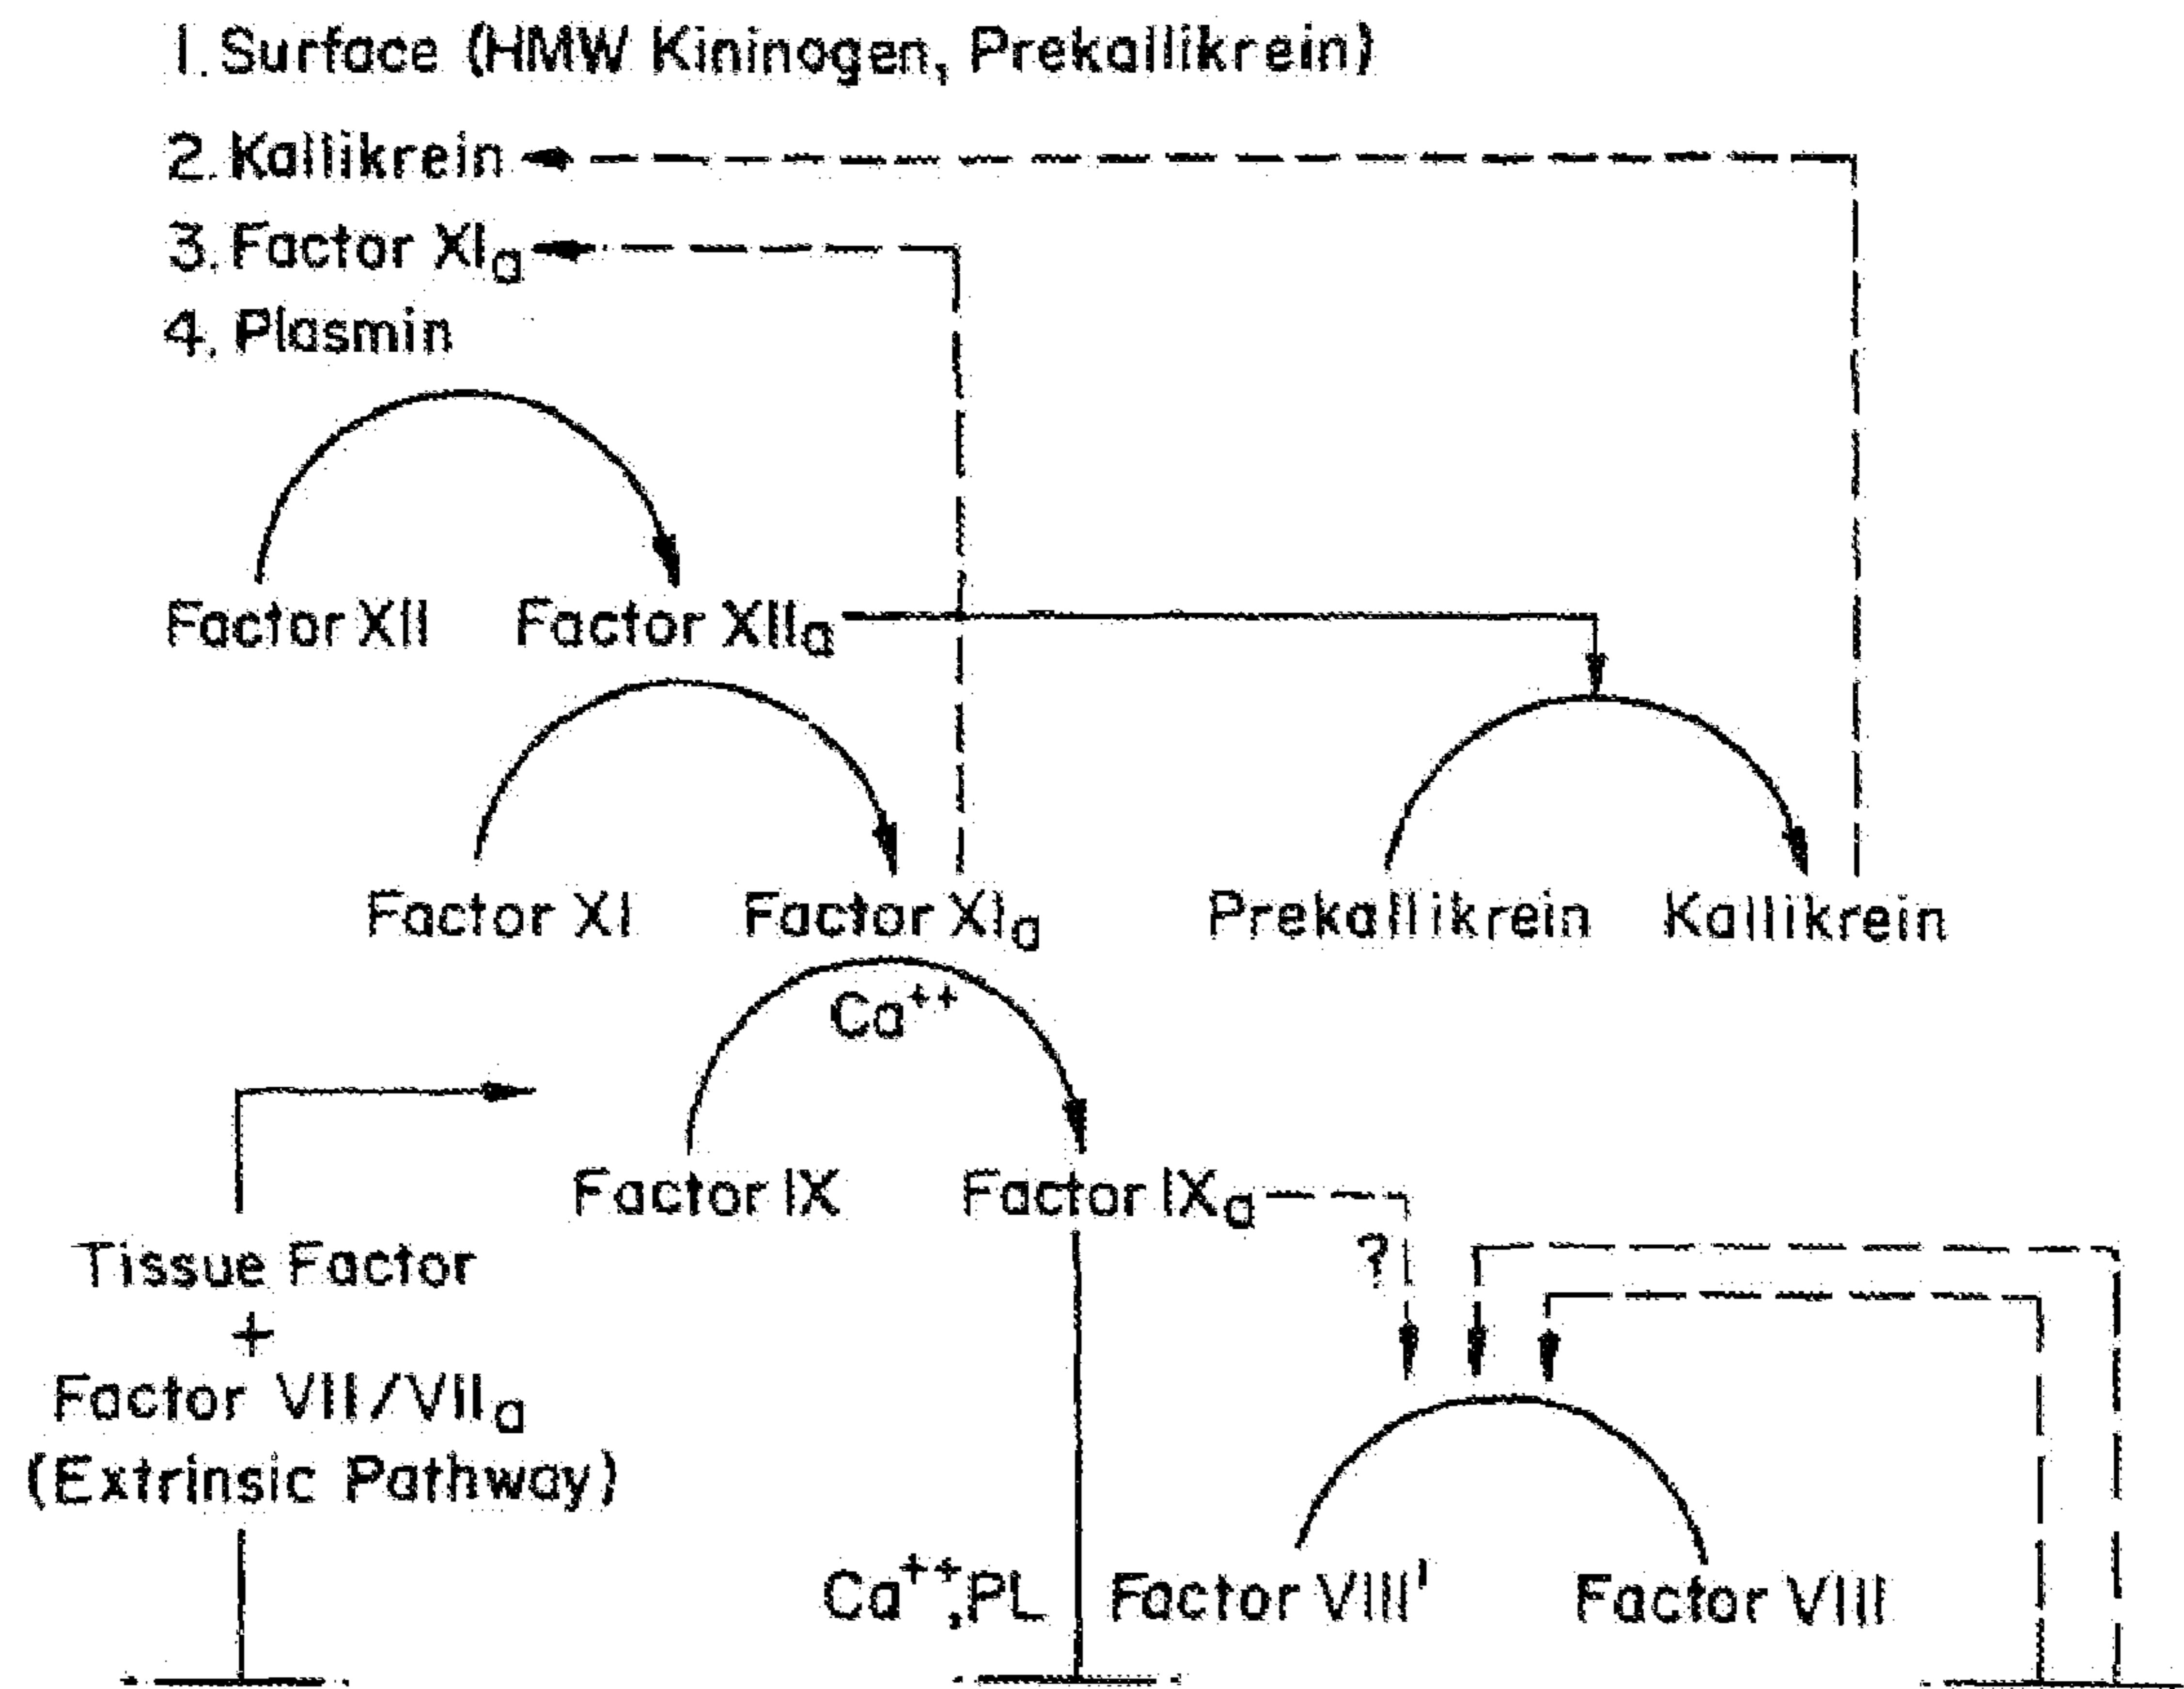 1. Surface (HMW Kininogen, Prekallikrein)
2. Kallikrein
3. Factor XIa
4. Plasmin
Factor XII Factor XIIa
Factor XI Factor XIa Prekallikrein Kallikrein
Ca++
Factor IX Factor IXa
?
Tissue Factor
+
Factor VII/VIIa
(Extrinsic Pathway)
Ca++, PL Factor VIII' Factor VIII